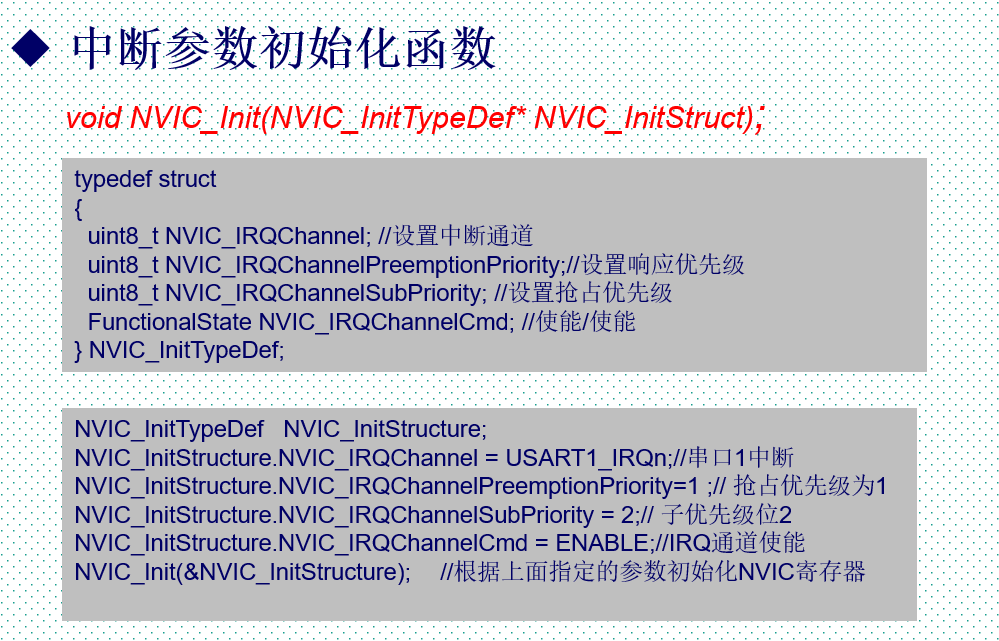 中断参数初始化函数
void NVIC_Init(NVIC_InitTypeDef* NVIC_InitStruct);
typedef struct
{
uint8_t NVIC_IRQChannel; //设置中断通道
uint8_t NVIC_IRQChannelPreemptionPriority;//设置响应优先级
uint8_t NVIC_IRQChannelSubPriority; //设置抢占优先级
FunctionalState NVIC_IRQChannelCmd; //使能/使能
} NVIC_InitTypeDef;
NVIC_InitTypeDef NVIC_InitStructure;
NVIC_InitStructure.NVIC_IRQChannel = USART1_IRQn;//串口1中断
NVIC_InitStructure.NVIC_IRQChannelPreemptionPriority=1 ;// 抢占优先级为1
NVIC_InitStructure.NVIC_IRQChannelSubPriority = 2;// 子优先级位2
NVIC_InitStructure.NVIC_IRQChannelCmd = ENABLE;//IRQ通道使能
NVIC_Init(&NVIC_InitStructure); //根据上面指定的参数初始化NVIC寄存器